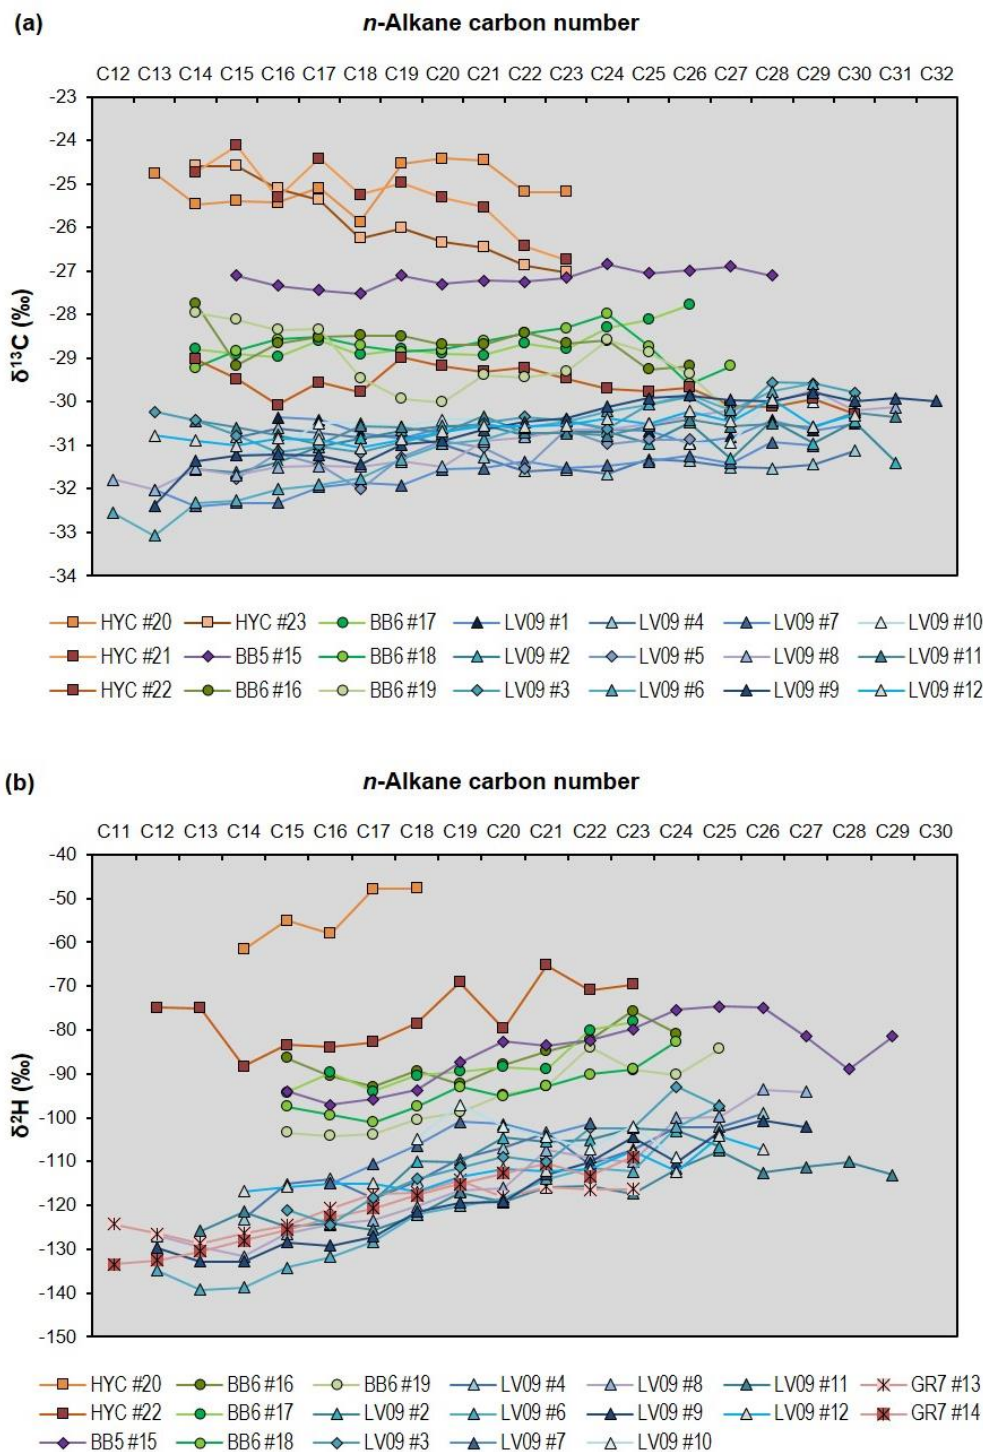 (a) n-Alkane carbon number
C12 C13 C14 C15 C16 C17 C18 C19 C20 C21 C22 C23 C24 C25 C26 C27 C28 C29 C30 C31 C32
-23
-24
-25
-26
-27
-28
-29
-30
-31
-32
-33
-34
δ¹³C (‰)
HYC #20 HYC #23 BB6 #17 LV09 #1 LV09 #4 LV09 #7 LV09 #10
HYC #21 BB5 #15 BB6 #18 LV09 #2 LV09 #5 LV09 #8 LV09 #11
HYC #22 BB6 #16 BB6 #19 LV09 #3 LV09 #6 LV09 #9 LV09 #12
(b) n-Alkane carbon number
C11 C12 C13 C14 C15 C16 C17 C18 C19 C20 C21 C22 C23 C24 C25 C26 C27 C28 C29 C30
-40
-50
-60
-70
-80
-90
-100
-110
-120
-130
-140
-150
δ²H (‰)
HYC #20 BB6 #16 BB6 #19 LV09 #4 LV09 #8 LV09 #11 GR7 #13
HYC #22 BB6 #17 LV09 #2 LV09 #6 LV09 #9 LV09 #12 GR7 #14
BB5 #15 BB6 #18 LV09 #3 LV09 #7 LV09 #10